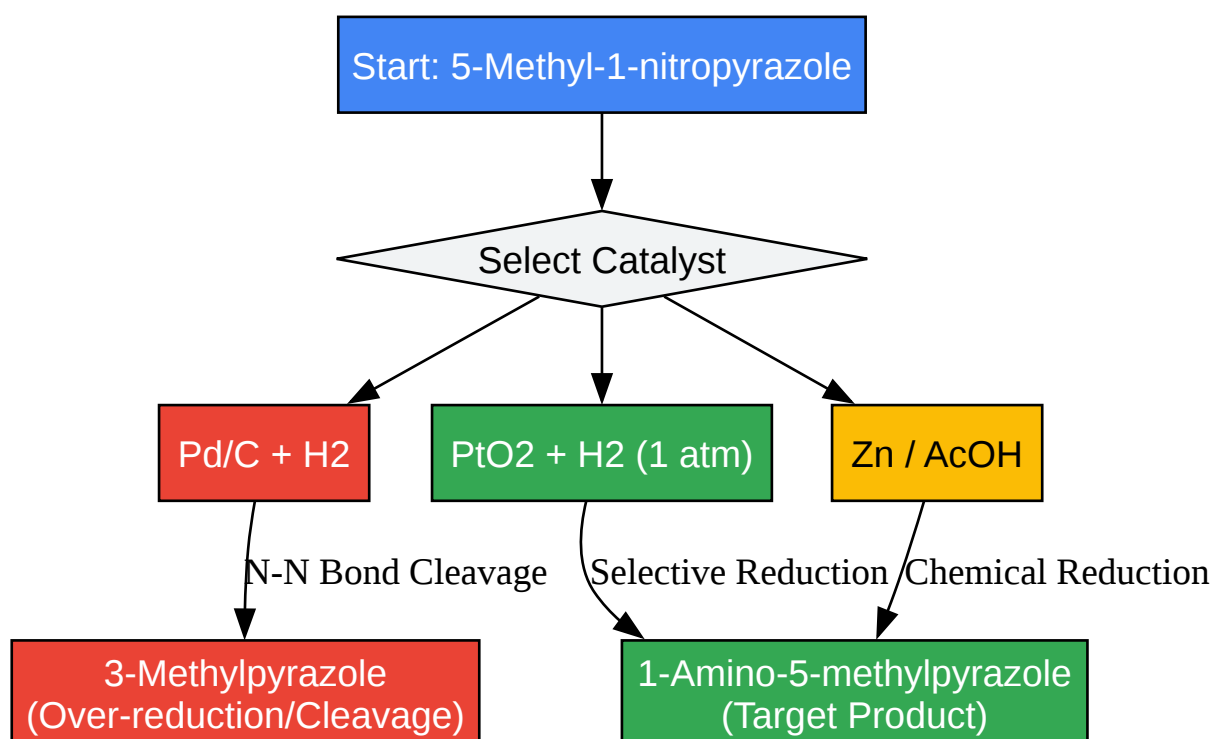 Start: 5-Methyl-1-nitropyrazole
Select Catalyst
Pd/C + H2
PtO2 + H2 (1 atm)
Zn / AcOH
N-N Bond Cleavage
Selective Reduction
Chemical Reduction
3-Methylpyrazole
(Over-reduction/Cleavage)
1-Amino-5-methylpyrazole
(Target Product)